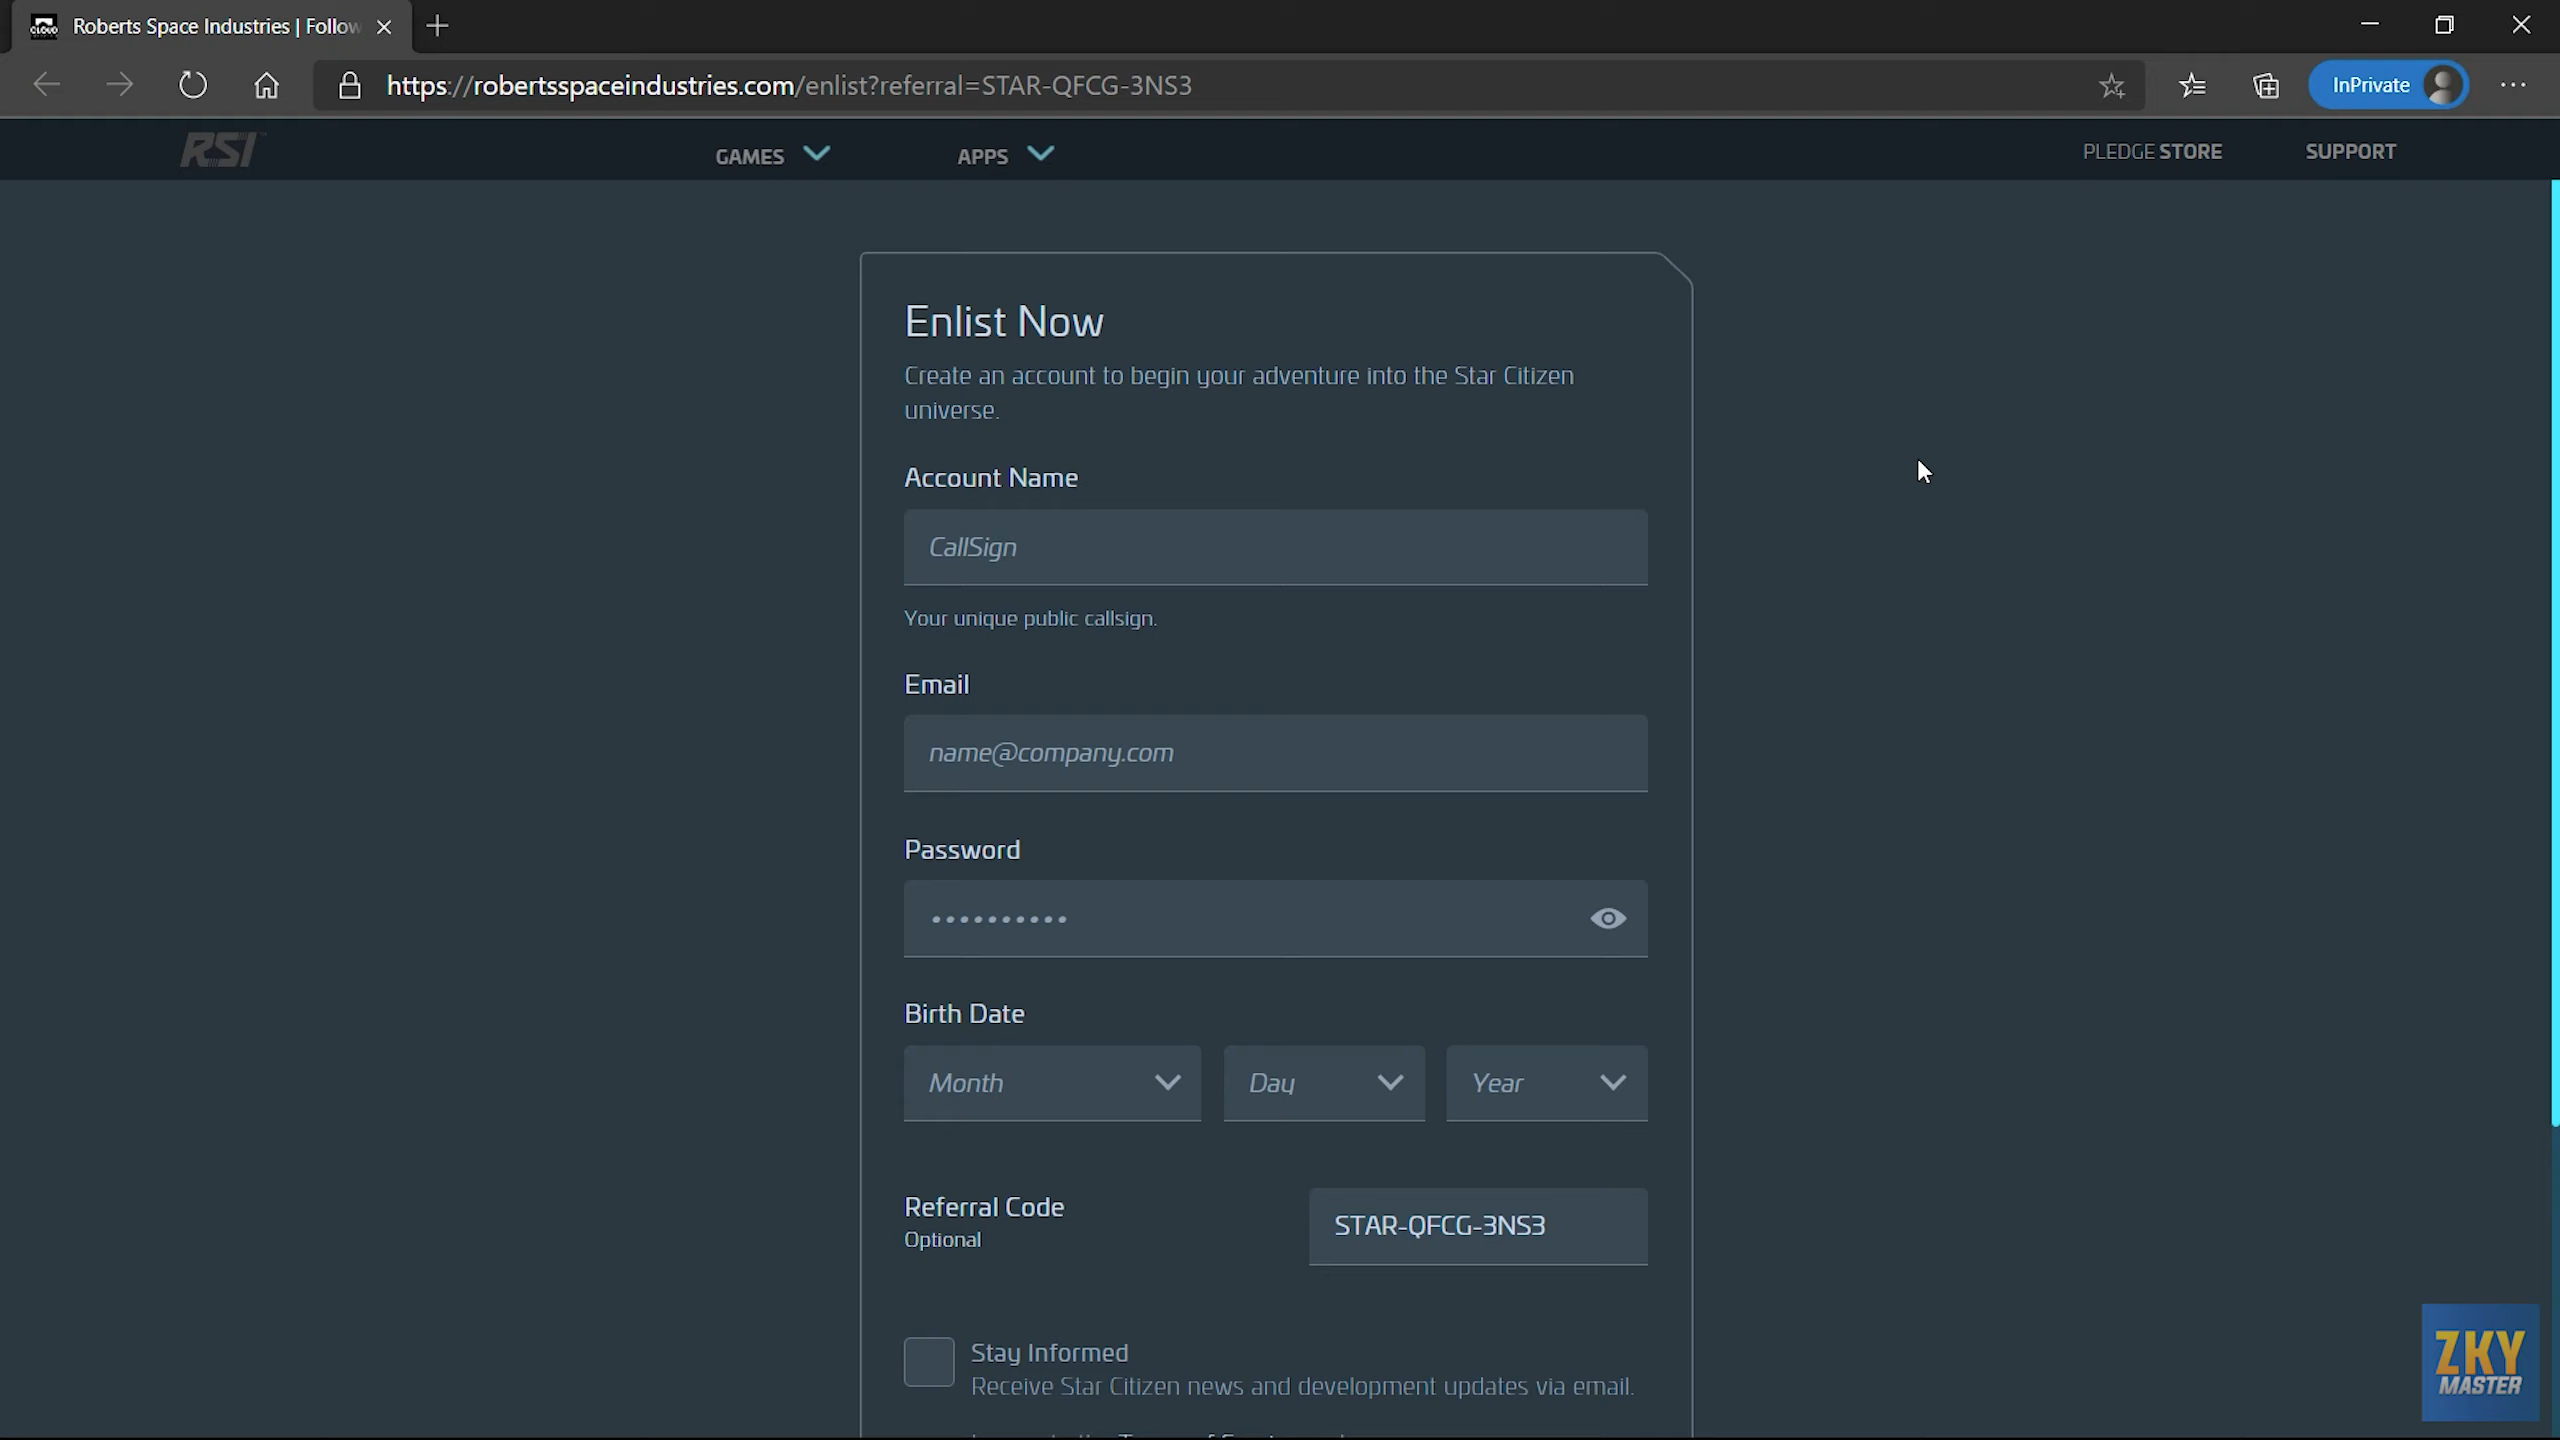 CLOUD
Roberts Space Industries | Follow
https://robertsspaceindustries.com/enlist?referral=STAR-QFCG-3NS3
InPrivate
RSI
GAMES
APPS
PLEDGE STORE
SUPPORT
Enlist Now
Create an account to begin your adventure into the Star Citizen
universe.
Account Name
CallSign
Your unique public callsign.
Email
name@company.com
Password
Birth Date
Month
Day
Year
Referral Code
Optional
STAR-QFCG-3NS3
Stay Informed
Receive Star Citizen news and development updates via email.
ZKY
MASTER